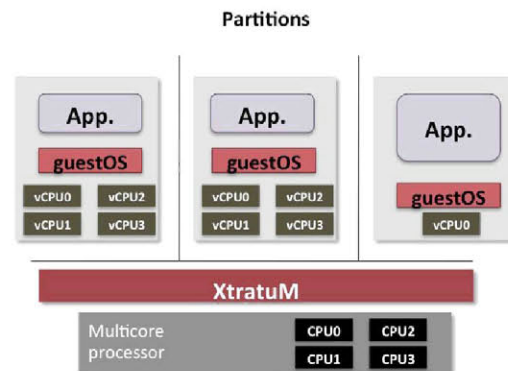 Partitions
App.
guestOS
vCPU0 vCPU2
vCPU1 vCPU3
App.
guestOS
vCPU0 vCPU2
vCPU1 vCPU3
App.
guestOS
vCPU0
XtratuM
Multicore
processor
CPU0 CPU2
CPU1 CPU3